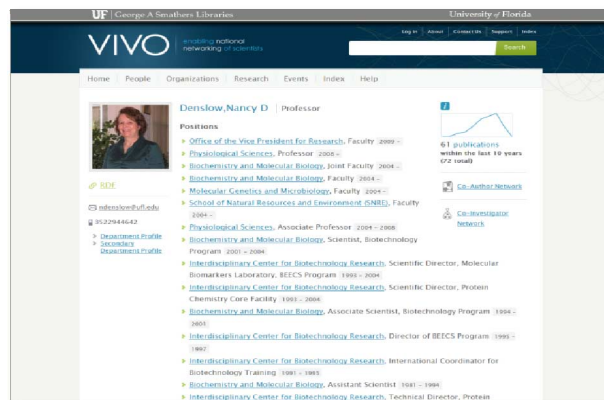 UF George A Smathers Libraries
University of Florida
Log in About Contact Us Support Index
VIVO enabling national
networking of scientists
Search
Home People Organizations Research Events Index Help
Denslow,Nancy D Professor
Positions
Office of the Vice President for Research, Faculty 2009 -
Physiological Sciences, Professor 2006 -
Biochemistry and Molecular Biology, Joint Faculty 2004 -
Biochemistry and Molecular Biology, Faculty 2004 -
Molecular Genetics and Microbiology, Faculty 2004 -
School of Natural Resources and Environment (SNRE), Faculty
2004 -
Physiological Sciences, Associate Professor 2004 - 2006
Biochemistry and Molecular Biology, Scientist, Biotechnology
Program 2001 - 2004
Interdisciplinary Center for Biotechnology Research, Scientific Director, Molecular
Biomarkers Laboratory, BEECS Program 1993 - 2004
Interdisciplinary Center for Biotechnology Research, Scientific Director, Protein
Chemistry Core Facility 1993 - 2004
Biochemistry and Molecular Biology, Associate Scientist, Biotechnology Program 1994 -
2001
Interdisciplinary Center for Biotechnology Research, Director of BEECS Program 1993 -
1997
Interdisciplinary Center for Biotechnology Research, International Coordinator for
Biotechnology Training 1991 - 1993
Biochemistry and Molecular Biology, Assistant Scientist 1981 - 1994
Interdisciplinary Center for Biotechnology Research, Technical Director, Protein
RDF
ndenslow@ufl.edu
3522944642
Department Profile
Secondary
Department Profile
61 publications
within the last 10 years
(72 total)
Co-Author Network
Co-investigator
Network